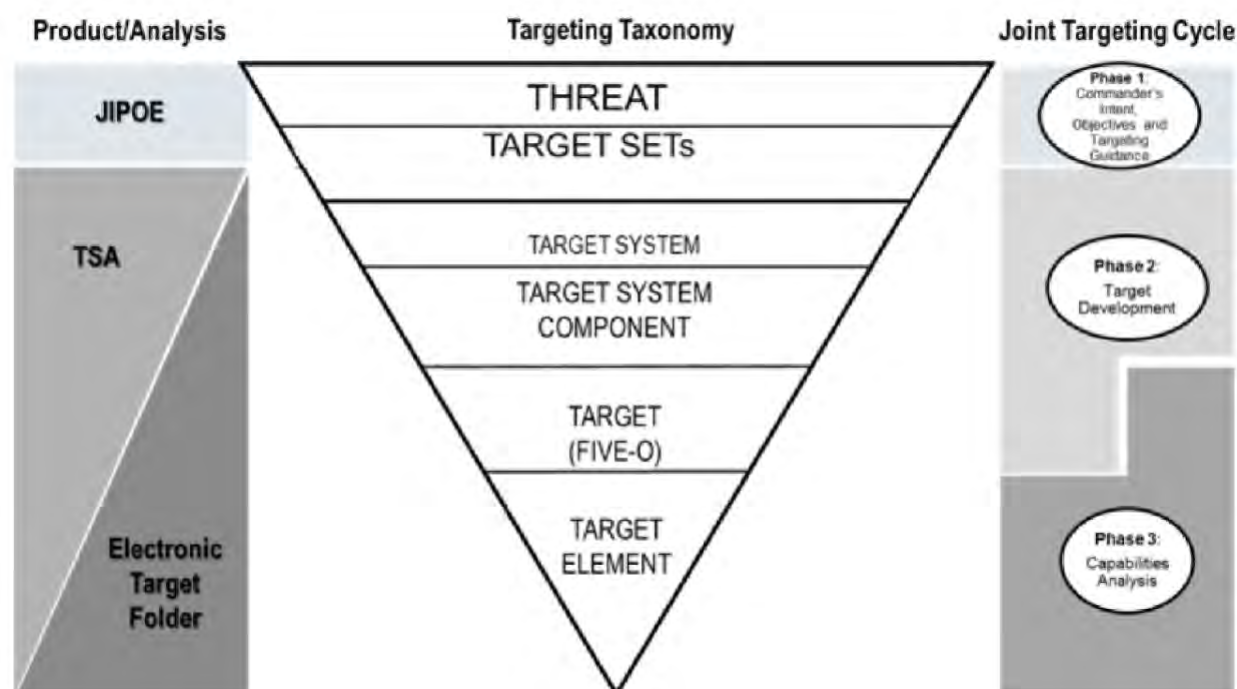 Product/Analysis
Targeting Taxonomy
Joint Targeting Cycle
JIPOE
TSA
Electronic
Target
Folder
THREAT
TARGET SETs
TARGET SYSTEM
TARGET SYSTEM
COMPONENT
TARGET
(FIVE-O)
TARGET
ELEMENT
Phase 1:
Commander's
Intent,
Objectives and
Targeting
Guidance
Phase 2:
Target
Development
Phase 3:
Capabilities
Analysis